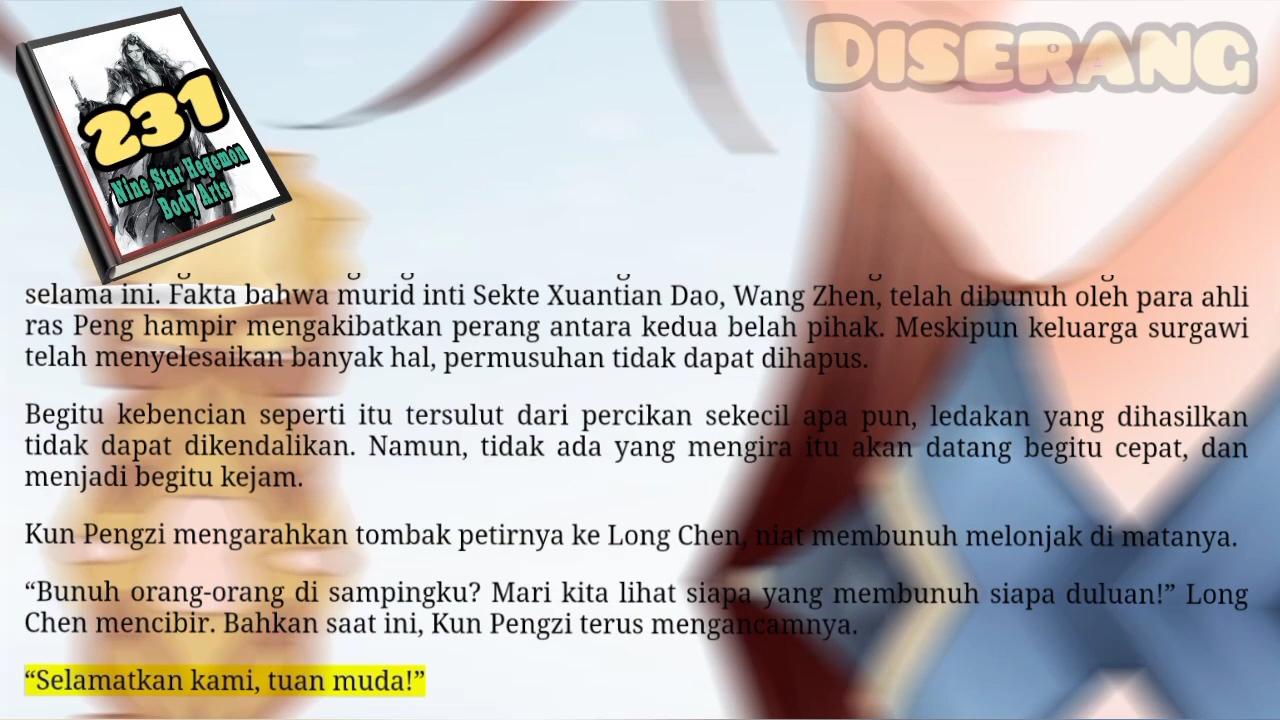 DISERANG
231
Nine Star Hegemon
Body Arts
selama ini. Fakta bahwa murid inti Sekte Xuantian Dao, Wang Zhen, telah dibunuh oleh para ahli
ras Peng hampir mengakibatkan perang antara kedua belah pihak. Meskipun keluarga surgawi
telah menyelesaikan banyak hal, permusuhan tidak dapat dihapus.
Begitu kebencian seperti itu tersulut dari percikan sekecil apa pun, ledakan yang dihasilkan
tidak dapat dikendalikan. Namun, tidak ada yang mengira itu akan datang begitu cepat, dan
menjadi begitu kejam.
Kun Pengzi mengarahkan tombak petirnya ke Long Chen, niat membunuh melonjak di matanya.
“Bunuh orang-orang di sampingku? Mari kita lihat siapa yang membunuh siapa duluan!” Long
Chen mencibir. Bahkan saat ini, Kun Pengzi terus mengancamnya.
“Selamatkan kami, tuan muda!”